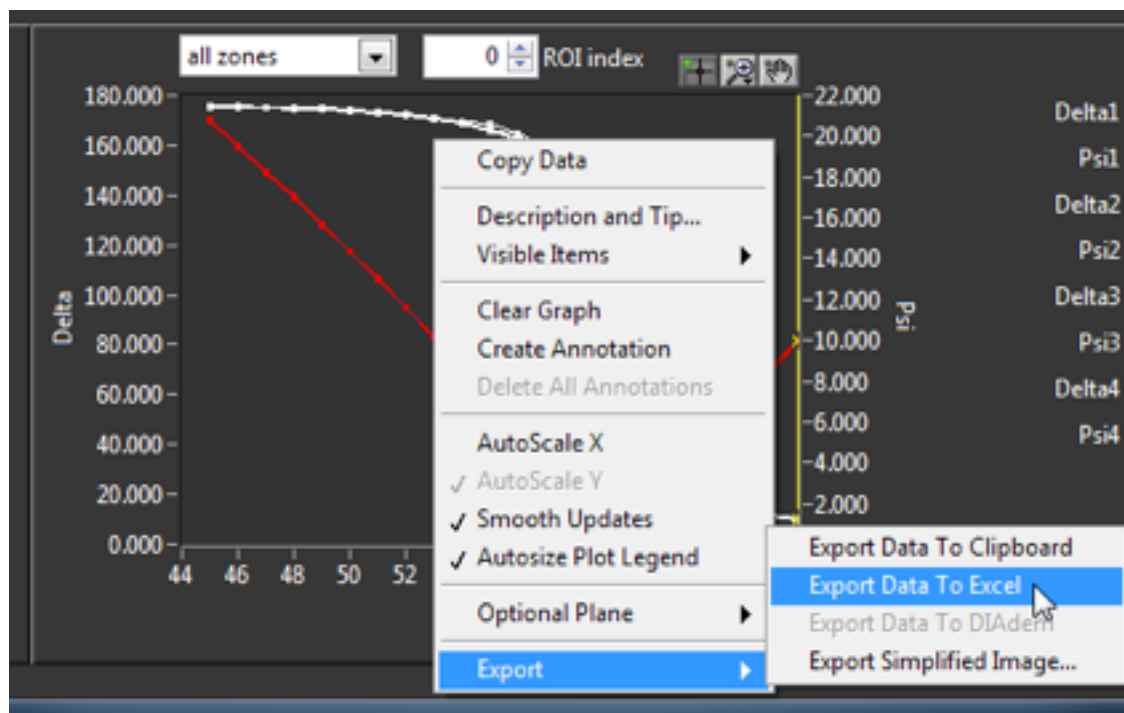 all zones
0 ROI index
180.000
160.000
140.000
120.000
100.000
80.000
60.000
40.000
20.000
0.000
Delta
44 46 48 50 52
22.000
20.000
18.000
16.000
14.000
12.000
10.000
8.000
6.000
4.000
2.000
Psi
Delta1
Psi1
Delta2
Psi2
Delta3
Psi3
Delta4
Psi4
Copy Data
Description and Tip...
Visible Items
Clear Graph
Create Annotation
Delete All Annotations
AutoScale X
✓ AutoScale Y
✓ Smooth Updates
✓ Autosize Plot Legend
Optional Plane
Export
Export Data To Clipboard
Export Data To Excel
Export Data To DIAdem
Export Simplified Image...